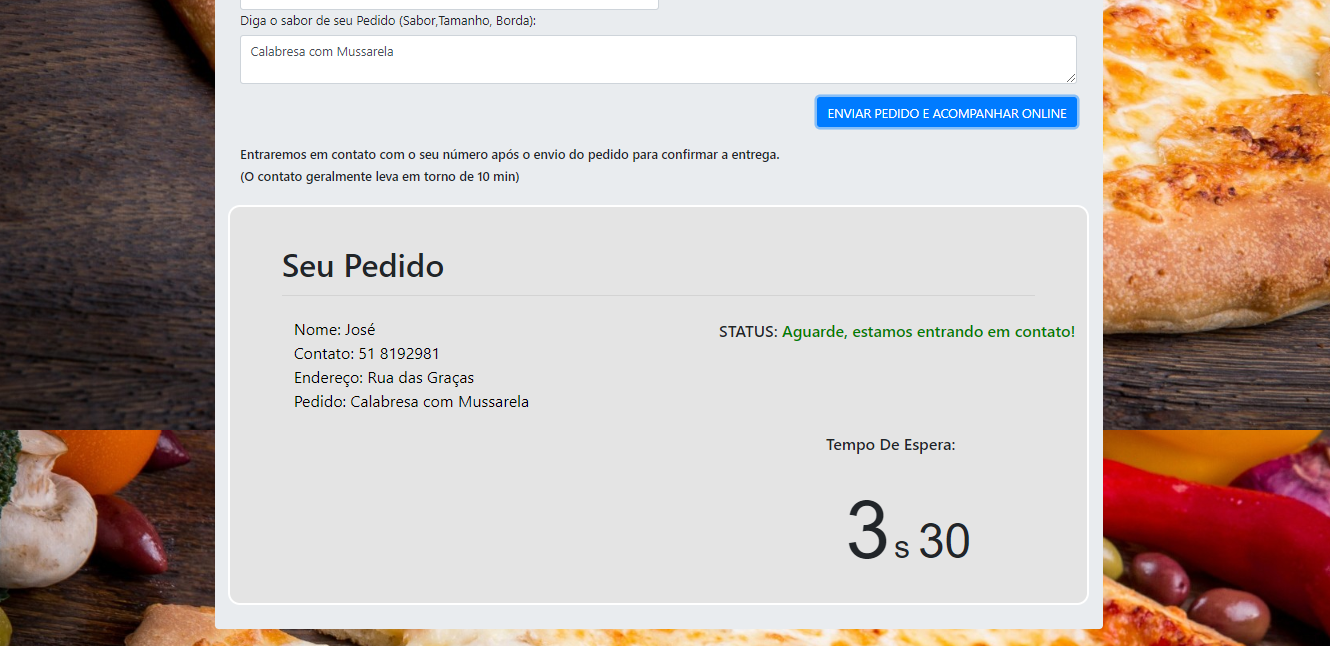 Diga o sabor de seu Pedido (Sabor,Tamanho, Borda):
Calabresa com Mussarela
ENVIAR PEDIDO E ACOMPANHAR ONLINE
Entraremos em contato com o seu número após o envio do pedido para confirmar a entrega.
(O contato geralmente leva em torno de 10 min)
Seu Pedido
Nome: José
Contato: 51 8192981
Endereço: Rua das Graças
Pedido: Calabresa com Mussarela
STATUS: Aguarde, estamos entrando em contato!
Tempo De Espera:
3 s 30